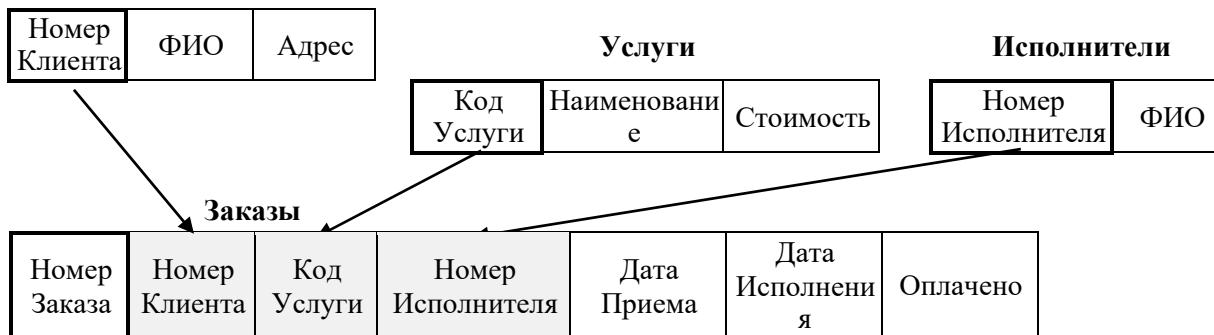 Номер
Клиента
ФИО
Адрес
Услуги
Код
Услуги
Наименовани
е
Стоимость
Исполнители
Номер
Исполнителя
ФИО
Заказы
Номер
Заказа
Номер
Клиента
Код
Услуги
Номер
Исполнителя
Дата
Приема
Дата
Исполнени
я
Оплачено